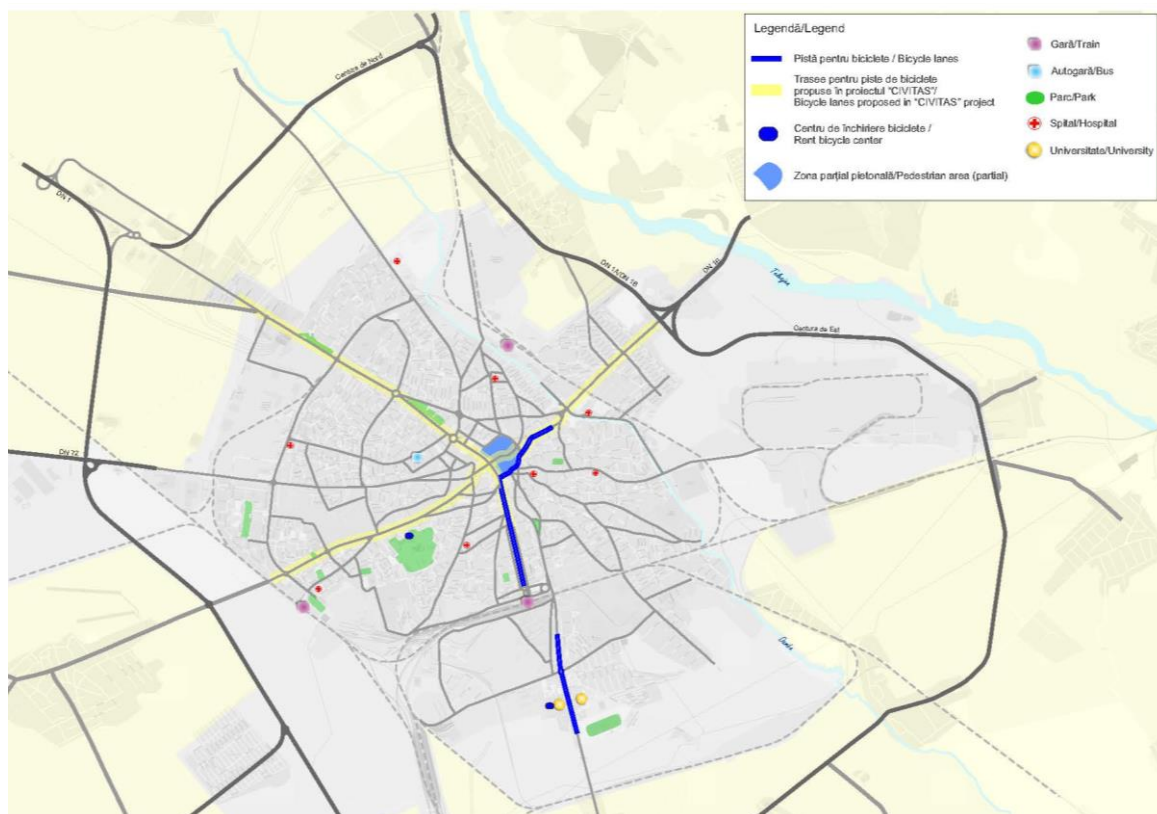 Legendă/Legend
Pistă pentru biciclete / Bicycle lanes
Trasee pentru piste de biciclete
propuse în proiectul "CIVITAS"/
Bicycle lanes proposed in "CIVITAS" project
Centru de închiriere biciclete /
Rent bicycle center
Zona parțial pietonală/Pedestrian area (partial)
Gară/Train
Autogară/Bus
Parc/Park
Spital/Hospital
Universitate/University
Centura de Nord
DN 1
DN 1A/DN 1B
DN 1B
Teleajen
Centura de Est
DN 72